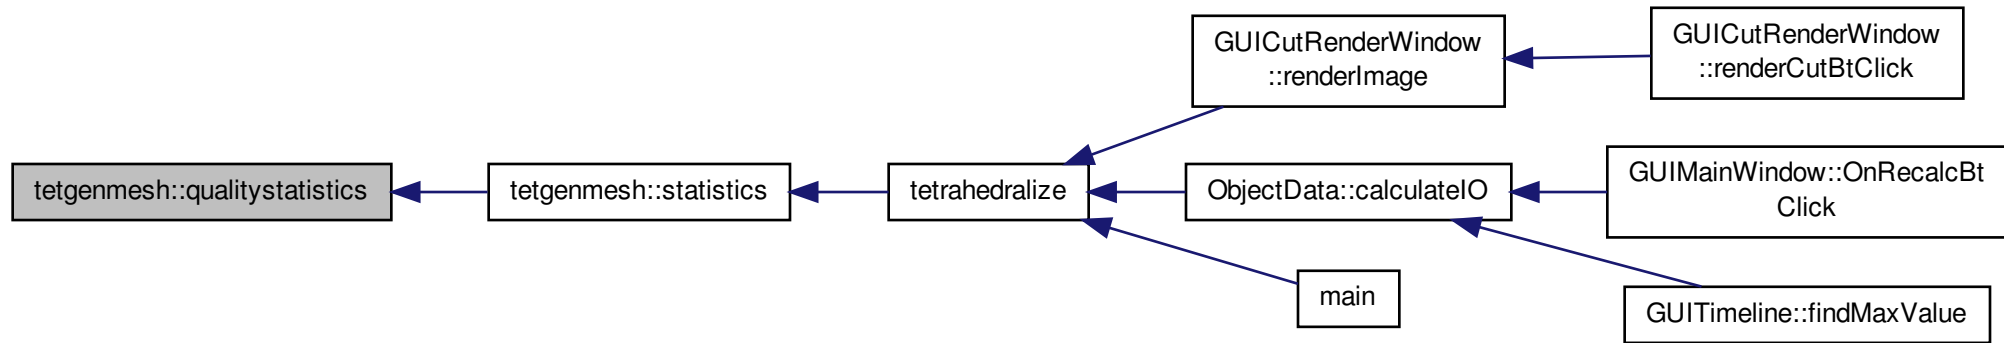 tetgenmesh::qualitystatistics
tetgenmesh::statistics
tetrahedralize
GUICutRenderWindow
::renderImage
GUICutRenderWindow
::renderCutBtClick
ObjectData::calculateIO
GUIMainWindow::OnRecalcBt
Click
GUITimeline::findMaxValue
main